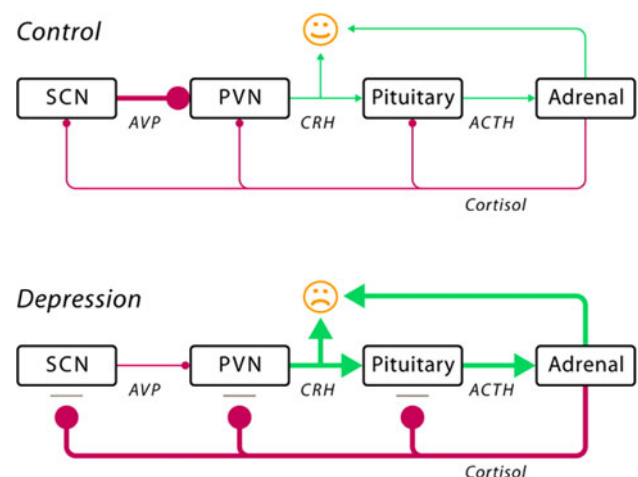 Control
SCN PVN Pituitary Adrenal
AVP CRH ACTH
Cortisol
Depression
SCN PVN Pituitary Adrenal
AVP CRH ACTH
Cortisol